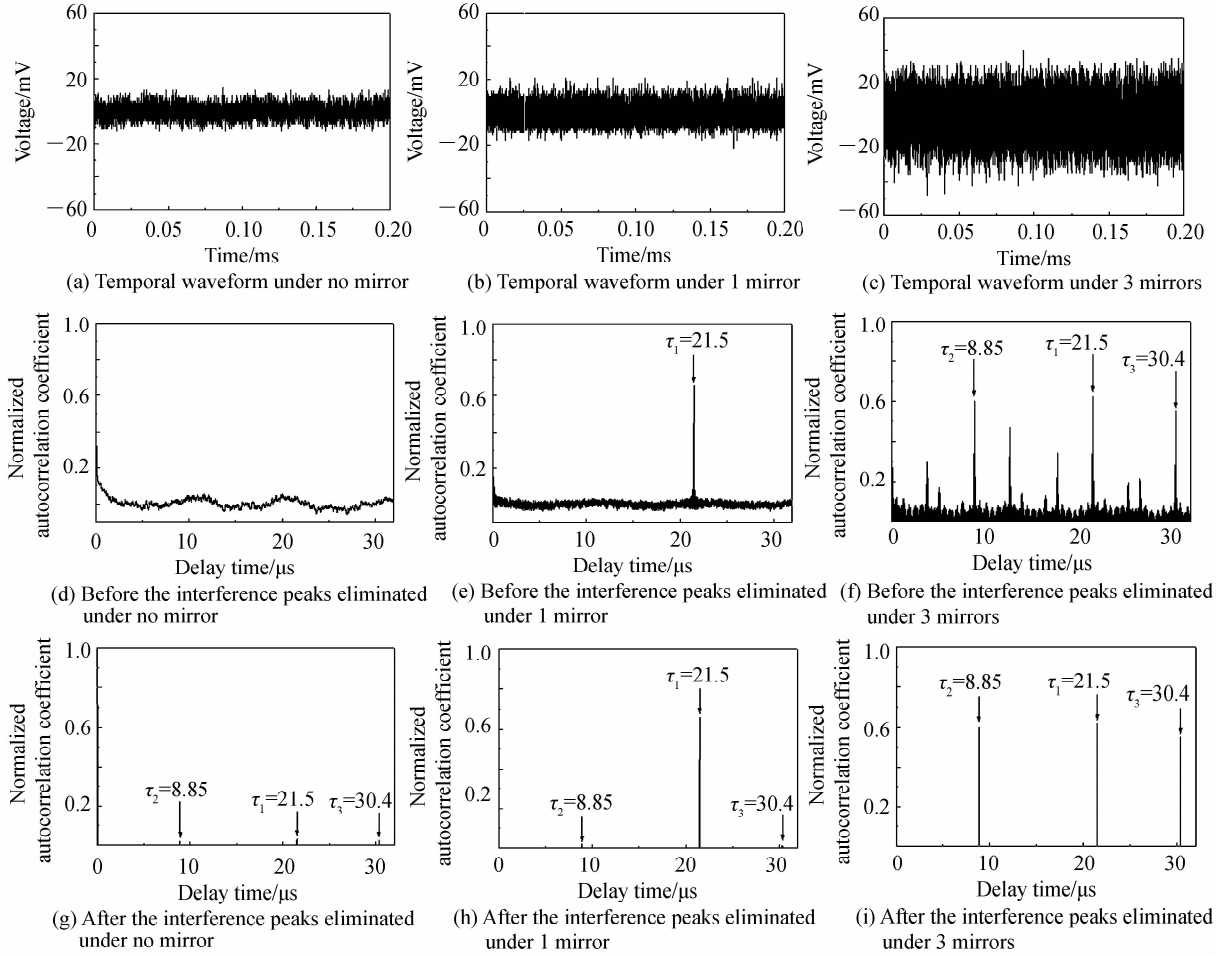 60
20
—20
—60
Voltage/mV
0
0.05
0.10
0.15
0.20
Time/ms
(a) Temporal waveform under no mirror
60
20
—20
—60
Voltage/mV
0
0.05
0.10
0.15
0.20
Time/ms
(b) Temporal waveform under 1 mirror
60
20
—20
—60
Voltage/mV
0
0.05
0.10
0.15
0.20
Time/ms
(c) Temporal waveform under 3 mirrors
1.0
0.6
0.2
Normalized
autocorrelation coefficient
0
10
20
30
Delay time/μs
(d) Before the interference peaks eliminated
under no mirror
1.0
0.6
0.2
Normalized
autocorrelation coefficient
τ1=21.5
0
10
20
30
Delay time/μs
(e) Before the interference peaks eliminated
under 1 mirror
1.0
0.6
0.2
Normalized
autocorrelation coefficient
τ2=8.85
τ1=21.5
τ3=30.4
0
10
20
30
Delay time/μs
(f) Before the interference peaks eliminated
under 3 mirrors
1.0
0.6
0.2
Normalized
autocorrelation coefficient
τ2=8.85
τ1=21.5
τ3=30.4
0
10
20
30
Delay time/μs
(g) After the interference peaks eliminated
under no mirror
1.0
0.6
0.2
Normalized
autocorrelation coefficient
τ2=8.85
τ1=21.5
τ3=30.4
0
10
20
30
Delay time/μs
(h) After the interference peaks eliminated
under 1 mirror
1.0
0.6
0.2
Normalized
autocorrelation coefficient
τ2=8.85
τ1=21.5
τ3=30.4
0
10
20
30
Delay time/μs
(i) After the interference peaks eliminated
under 3 mirrors